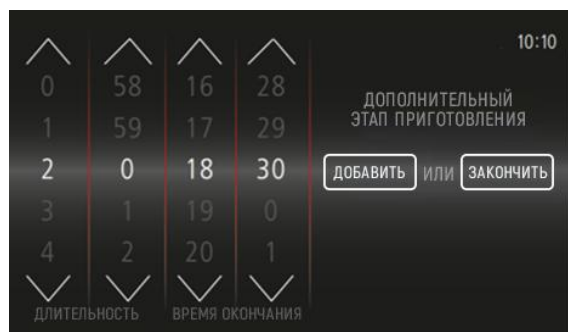 10:10
0 58 16 28
1 59 17 29
2 0 18 30
3 1 19 0
4 2 20 1
ДЛИТЕЛЬНОСТЬ ВРЕМЯ ОКОНЧАНИЯ
ДОПОЛНИТЕЛЬНЫЙ
ЭТАП ПРИГОТОВЛЕНИЯ
ДОБАВИТЬ ИЛИ ЗАКОНЧИТЬ